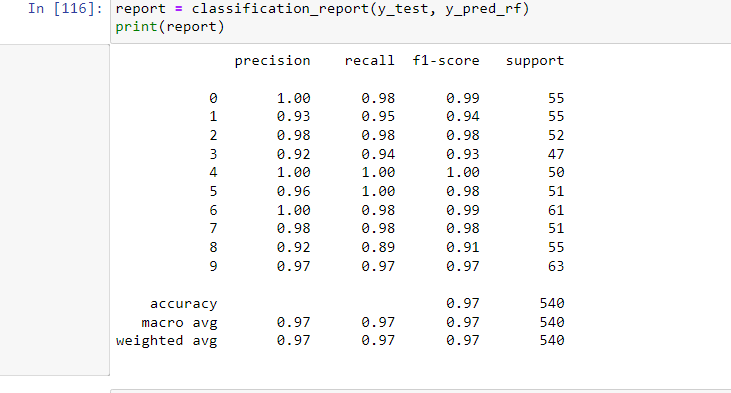 In [116]: report = classification_report(y_test, y_pred_rf)
print(report)
precision recall f1-score support
0 1.00 0.98 0.99 55
1 0.93 0.95 0.94 55
2 0.98 0.98 0.98 52
3 0.92 0.94 0.93 47
4 1.00 1.00 1.00 50
5 0.96 1.00 0.98 51
6 1.00 0.98 0.99 61
7 0.98 0.98 0.98 51
8 0.92 0.89 0.91 55
9 0.97 0.97 0.97 63
accuracy 0.97 540
macro avg 0.97 0.97 0.97 540
weighted avg 0.97 0.97 0.97 540